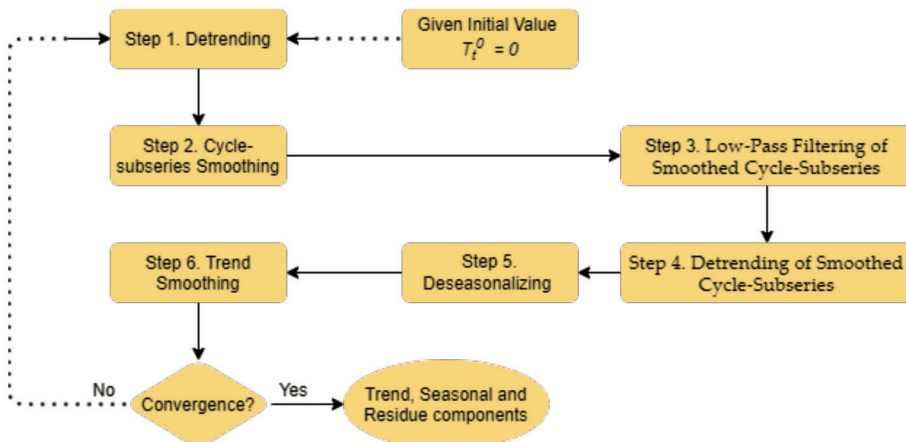 Step 1. Detrending
Given Initial Value
T_t^0 = 0
Step 2. Cycle-
subseries Smoothing
Step 3. Low-Pass Filtering of
Smoothed Cycle-Subseries
Step 4. Detrending of Smoothed
Cycle-Subseries
Step 5.
Deseasonalizing
Step 6. Trend
Smoothing
Convergence?
No
Yes
Trend, Seasonal and
Residue components